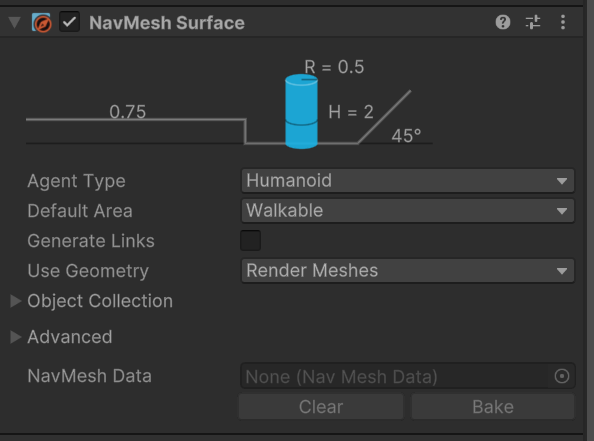 NavMesh Surface
R = 0.5
0.75
H = 2
45°
Agent Type Humanoid
Default Area Walkable
Generate Links
Use Geometry Render Meshes
Object Collection
Advanced
NavMesh Data None (Nav Mesh Data)
Clear Bake